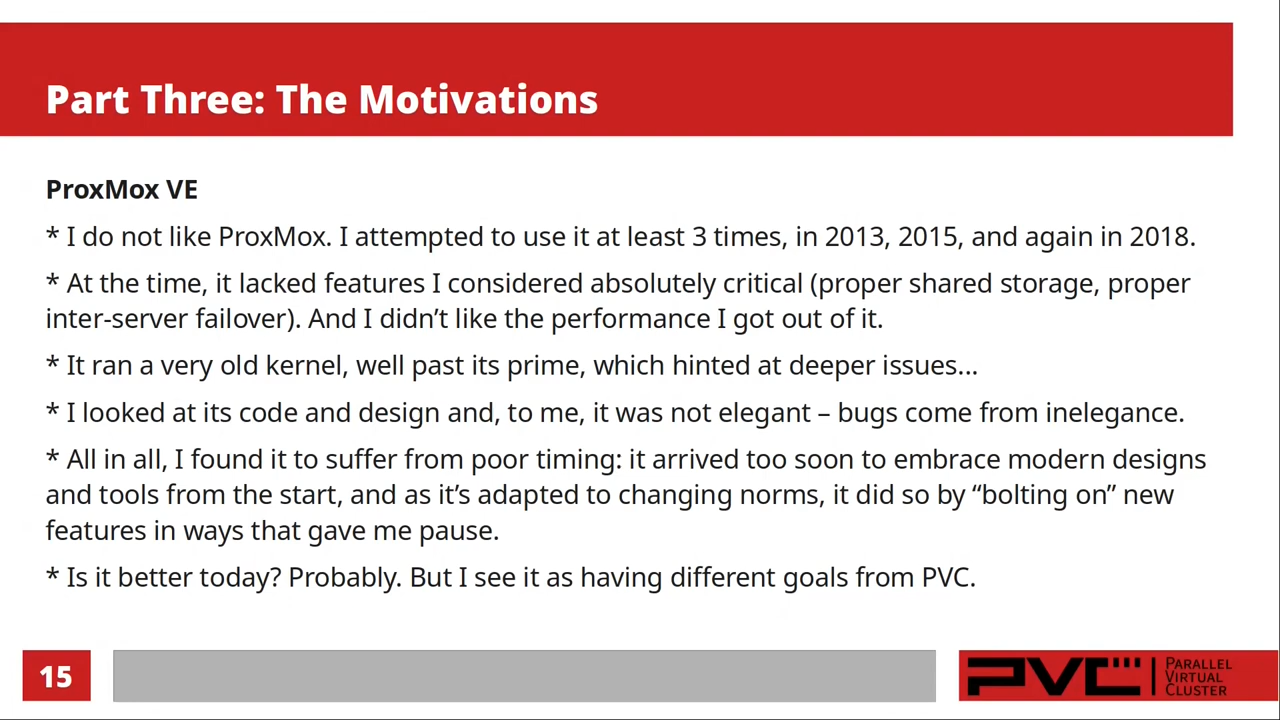 Part Three: The Motivations
ProxMox VE
* I do not like ProxMox. I attempted to use it at least 3 times, in 2013, 2015, and again in 2018.
* At the time, it lacked features I considered absolutely critical (proper shared storage, proper
inter-server failover). And I didn’t like the performance I got out of it.
* It ran a very old kernel, well past its prime, which hinted at deeper issues...
* I looked at its code and design and, to me, it was not elegant – bugs come from inelegance.
* All in all, I found it to suffer from poor timing: it arrived too soon to embrace modern designs
and tools from the start, and as it’s adapted to changing norms, it did so by “bolting on” new
features in ways that gave me pause.
* Is it better today? Probably. But I see it as having different goals from PVC.
15
PVC
PARALLEL
VIRTUAL
CLUSTER